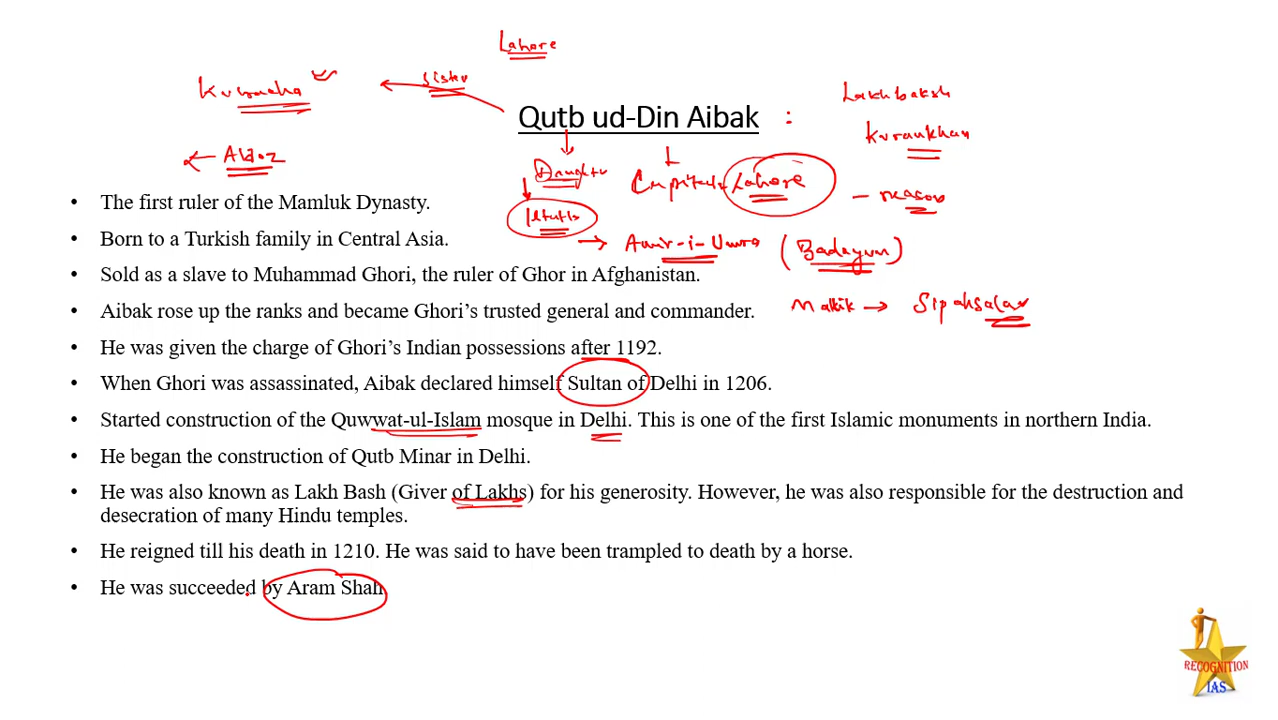 Lahore
Kubacha
Sister
Lakhbaksh
Qutb ud-Din Aibak :
Kurankhan
Daughter
Capital Lahore
The first ruler of the Mamluk Dynasty.
Born to a Turkish family in Central Asia.
Amir-i-Umra (Badayun)
Sold as a slave to Muhammad Ghori, the ruler of Ghor in Afghanistan.
Aibak rose up the ranks and became Ghori’s trusted general and commander.
Malik → Sipahsalar
He was given the charge of Ghori’s Indian possessions after 1192.
When Ghori was assassinated, Aibak declared himself Sultan of Delhi in 1206.
Started construction of the Quwwat-ul-Islam mosque in Delhi. This is one of the first Islamic monuments in northern India.
He began the construction of Qutb Minar in Delhi.
He was also known as Lakh Bash (Giver of Lakhs) for his generosity. However, he was also responsible for the destruction and
desecration of many Hindu temples.
He reigned till his death in 1210. He was said to have been trampled to death by a horse.
He was succeeded by Aram Shah
RECOGNITION
IAS